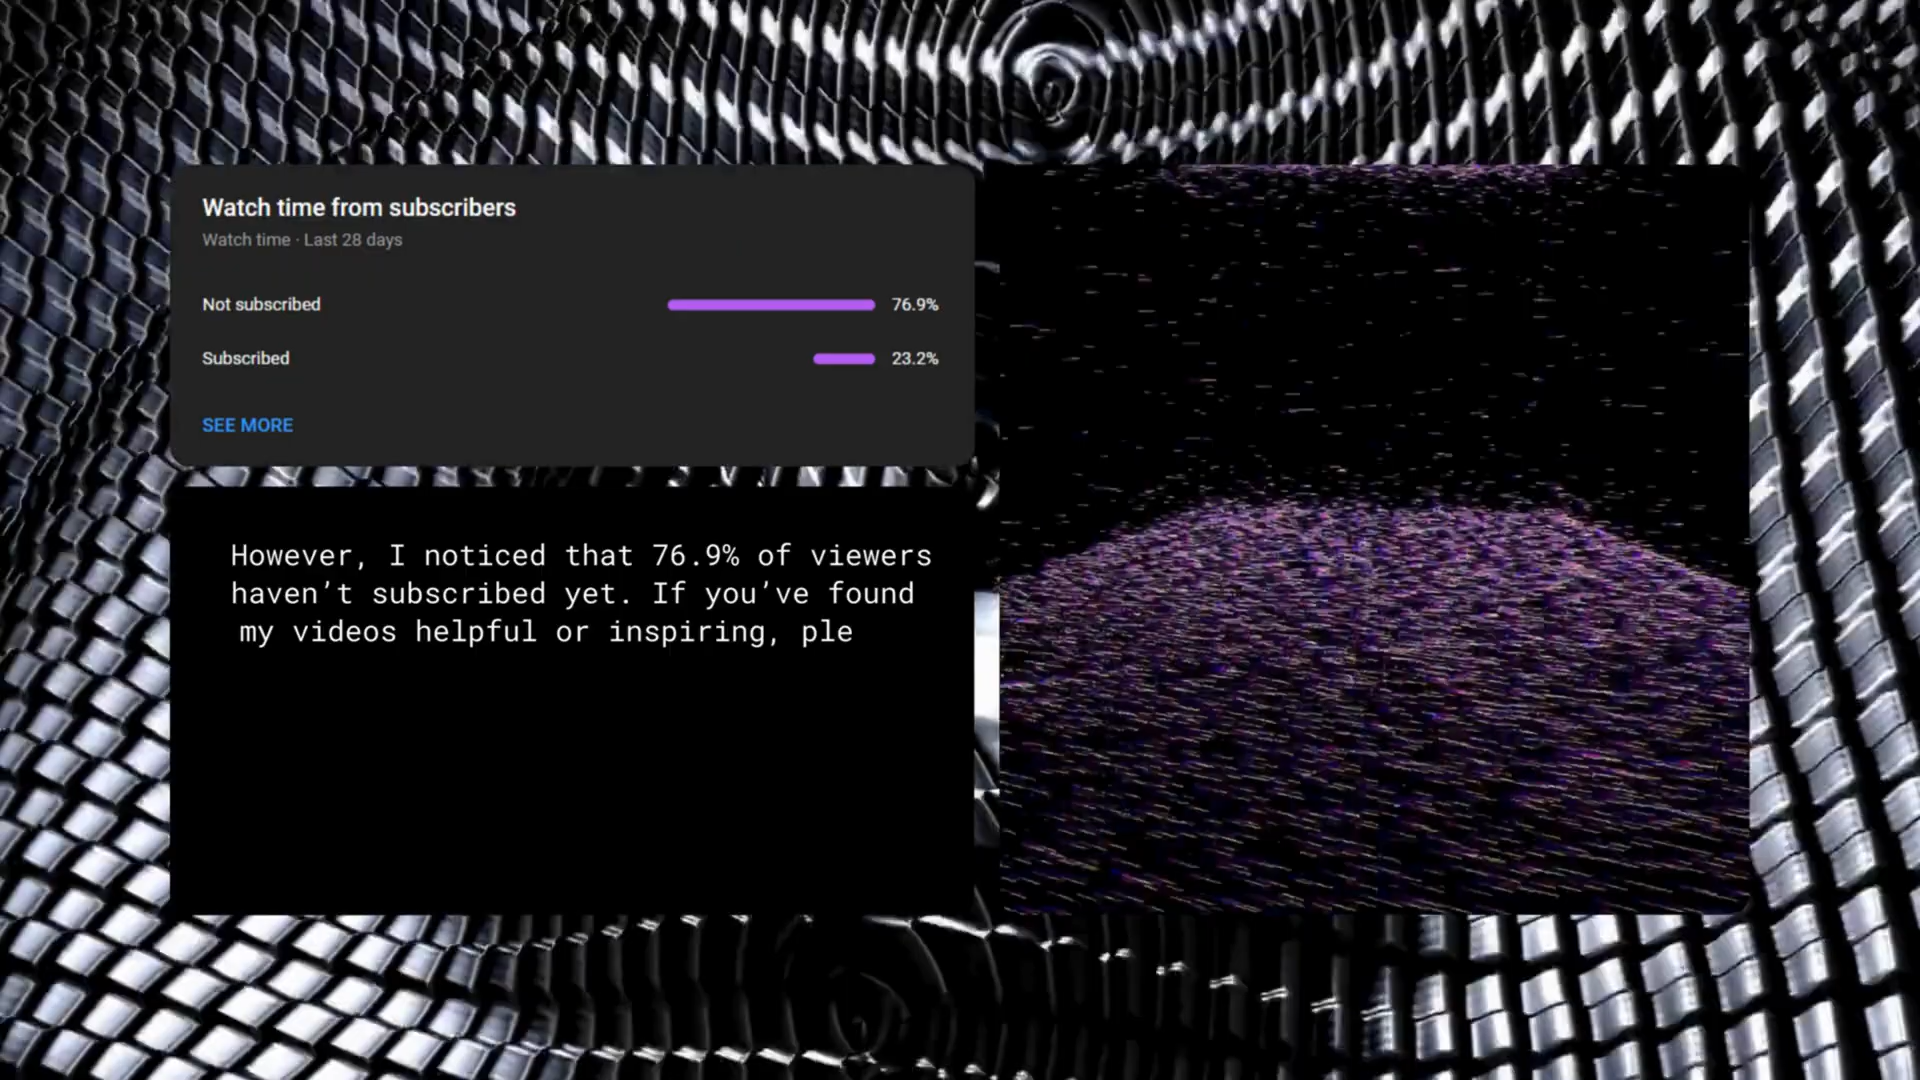 Watch time from subscribers
Watch time · Last 28 days
Not subscribed 76.9%
Subscribed 23.2%
SEE MORE
However, I noticed that 76.9% of viewers
haven’t subscribed yet. If you’ve found
my videos helpful or inspiring, ple